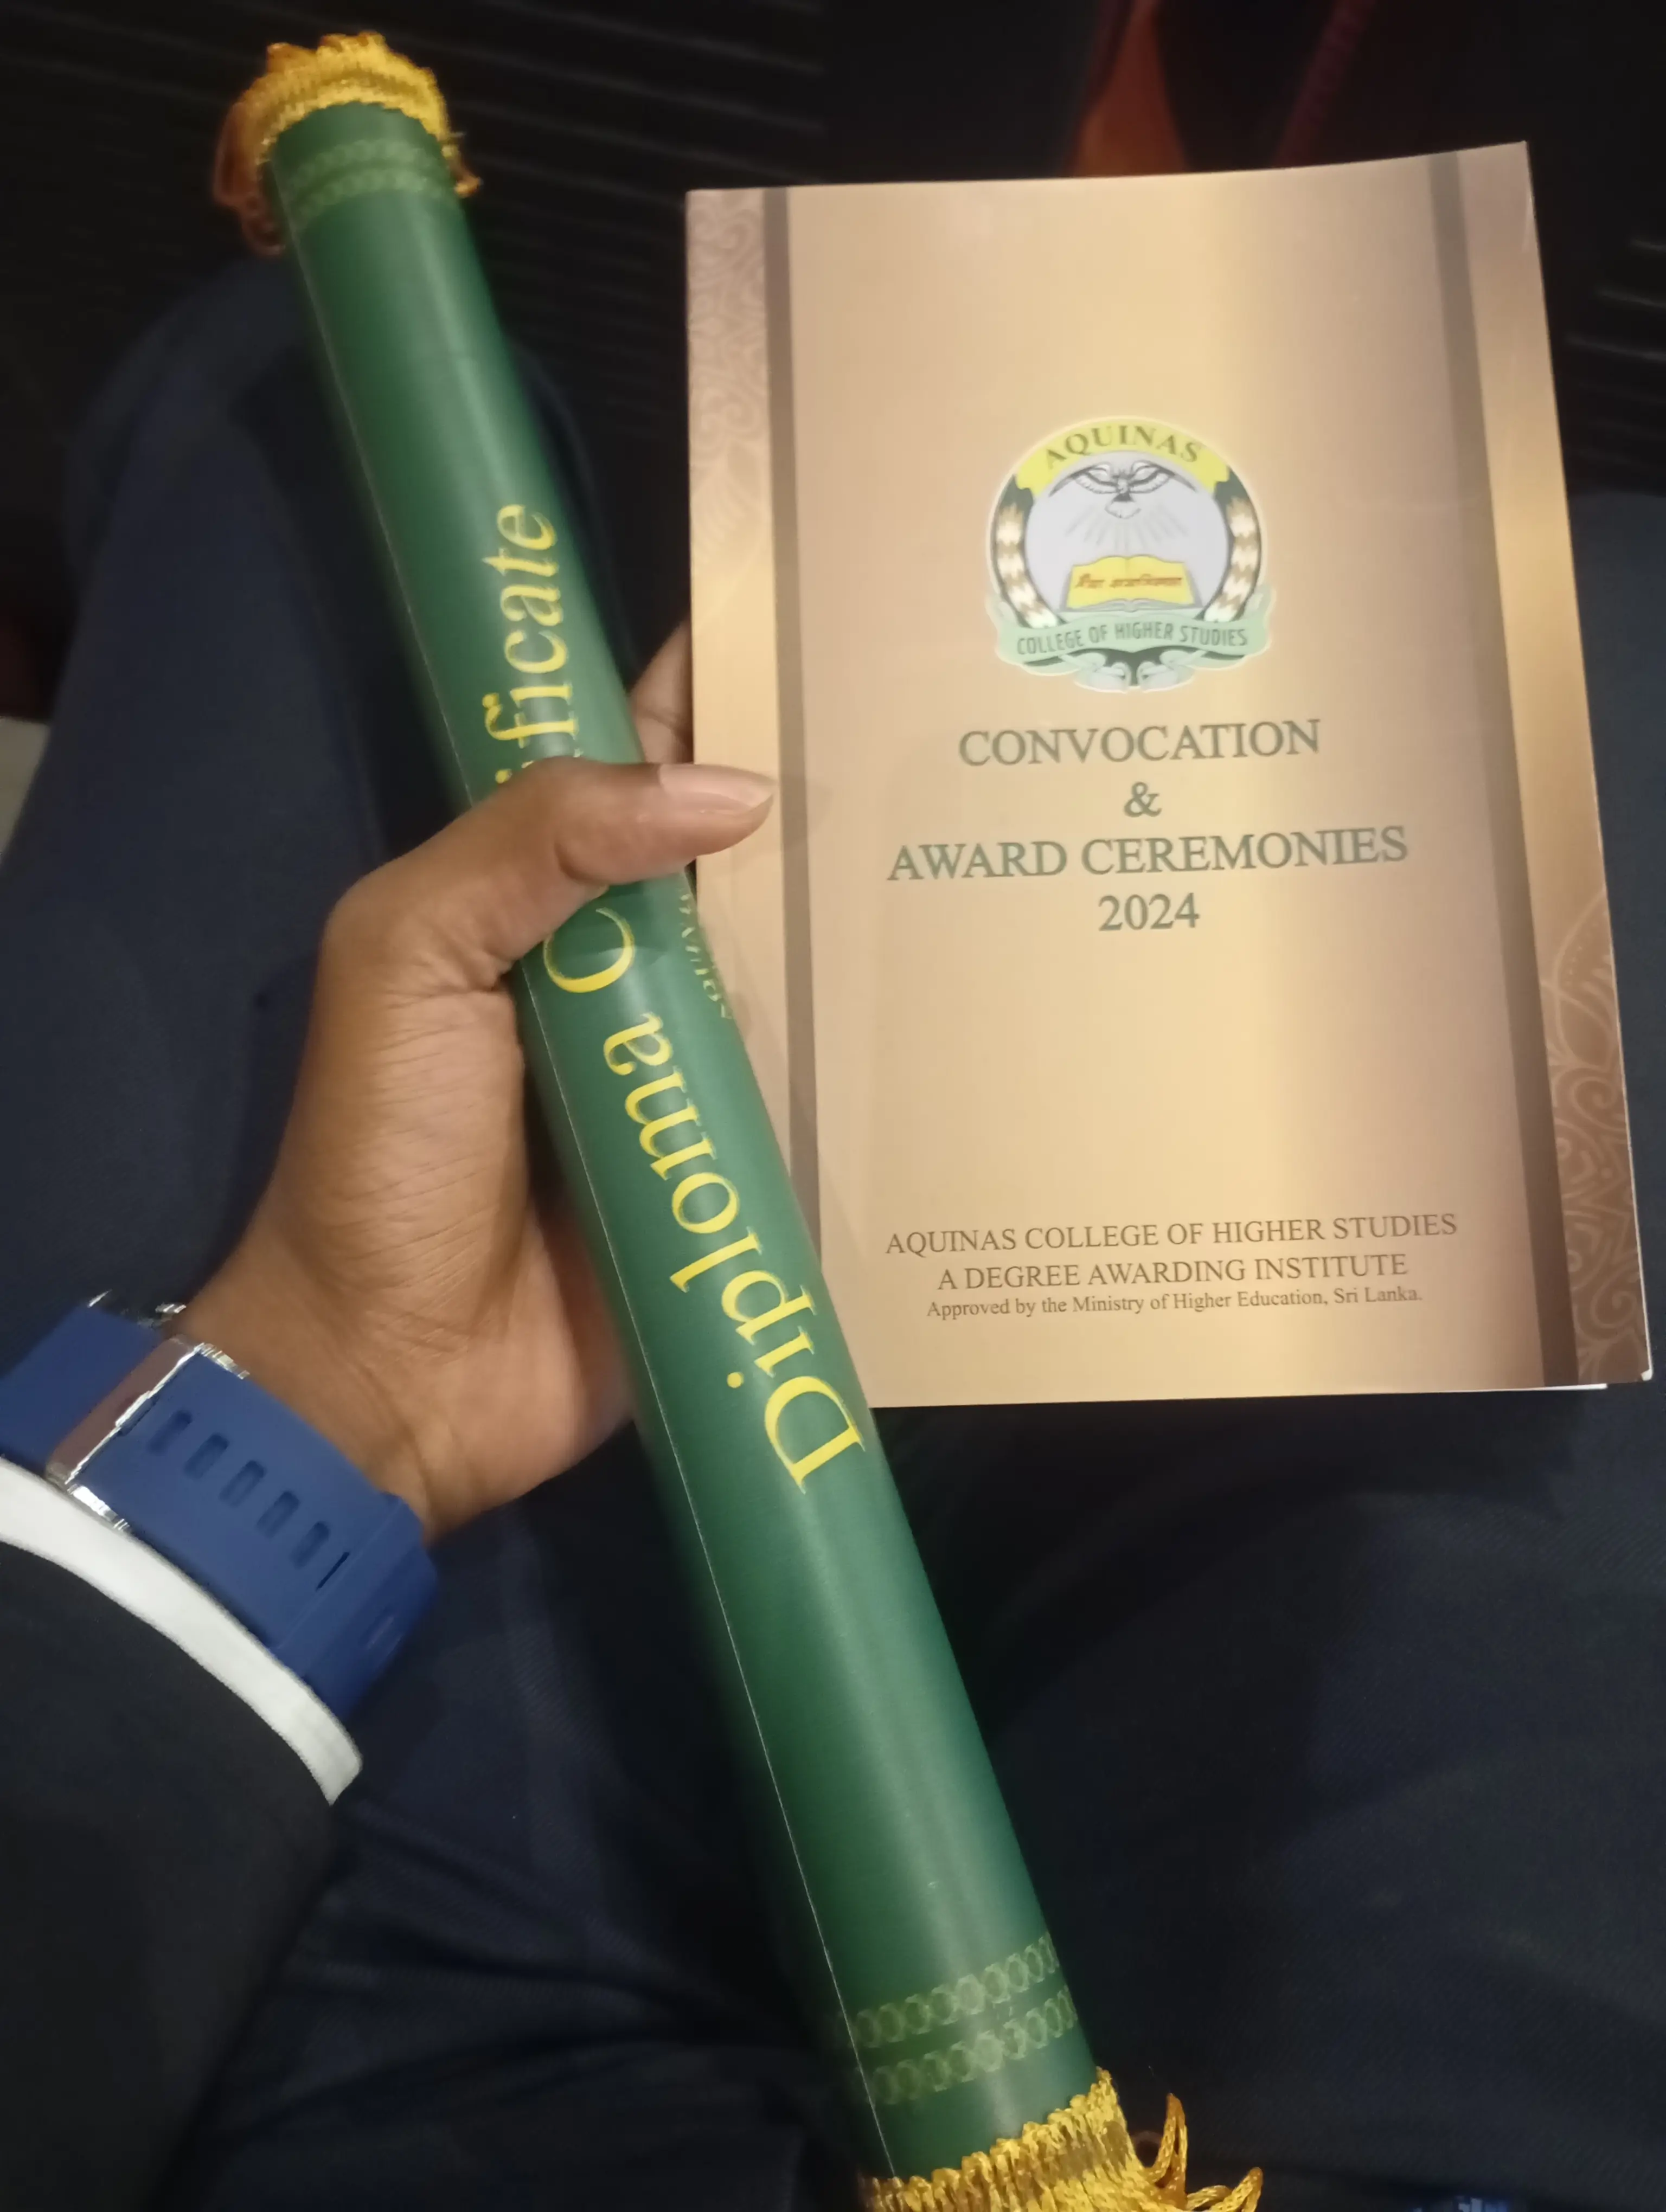 Diploma C ificate
AQUINAS
COLLEGE OF HIGHER STUDIES
CONVOCATION
&
AWARD CEREMONIES
2024
AQUINAS COLLEGE OF HIGHER STUDIES
A DEGREE AWARDING INSTITUTE
Approved by the Ministry of Higher Education, Sri Lanka.